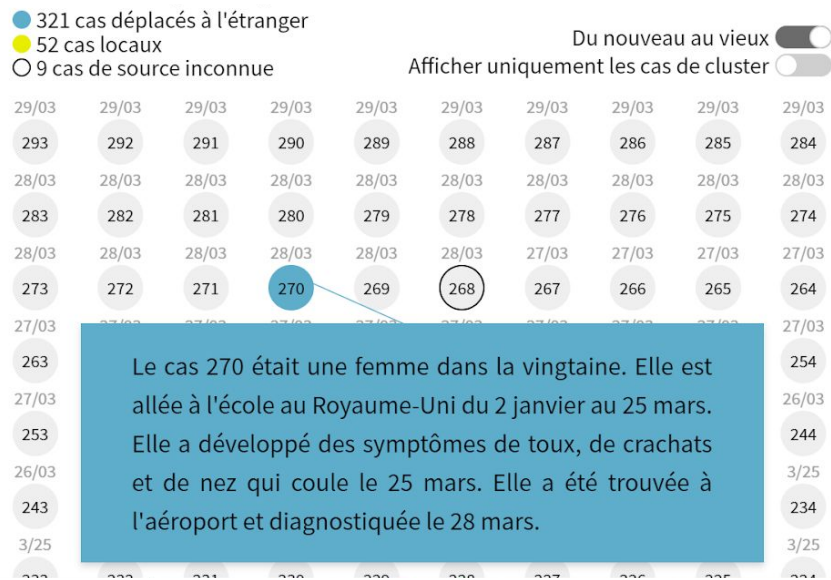 321 cas déplacés à l'étranger
52 cas locaux
9 cas de source inconnue
Du nouveau au vieux
Afficher uniquement les cas de cluster
29/03 29/03 29/03 29/03 29/03 29/03 29/03 29/03 29/03 29/03
293 292 291 290 289 288 287 286 285 284
28/03 28/03 28/03 28/03 28/03 28/03 28/03 28/03 28/03 28/03
283 282 281 280 279 278 277 276 275 274
28/03 28/03 28/03 28/03 28/03 28/03 27/03 27/03 27/03 27/03
273 272 271 270 269 268 267 266 265 264
27/03 27/03
263 254
Le cas 270 était une femme dans la vingtaine. Elle est
allée à l'école au Royaume-Uni du 2 janvier au 25 mars.
Elle a développé des symptômes de toux, de crachats
et de nez qui coule le 25 mars. Elle a été trouvée à
l'aéroport et diagnostiquée le 28 mars.
27/03 26/03
253 244
26/03 3/25
243 234
3/25 3/25